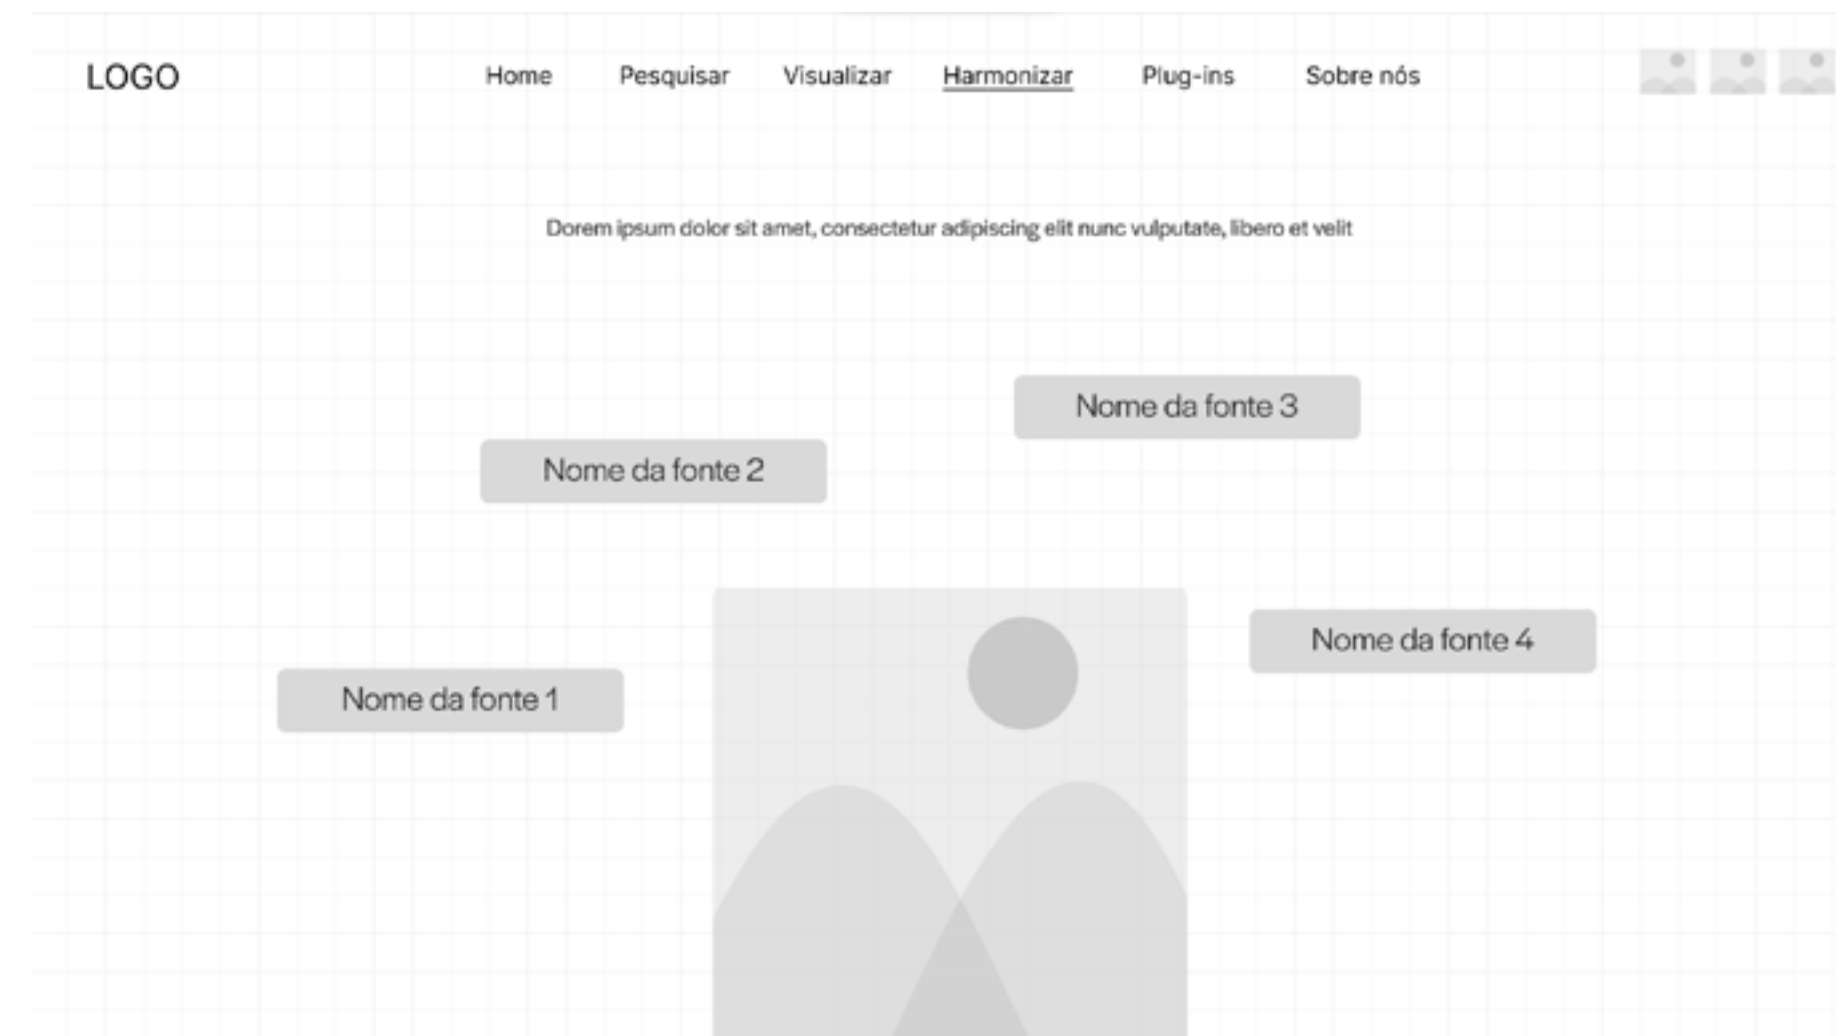 LOGO
Home Pesquisar Visualizar Harmonizar Plug-ins Sobre nós
Dorem ipsum dolor sit amet, consectetur adipiscing elit nunc vulputate, libero et velit
Nome da fonte 3
Nome da fonte 2
Nome da fonte 4
Nome da fonte 1